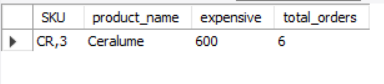 SKU product_name expensive total_orders
CR,3 Ceralume 600 6